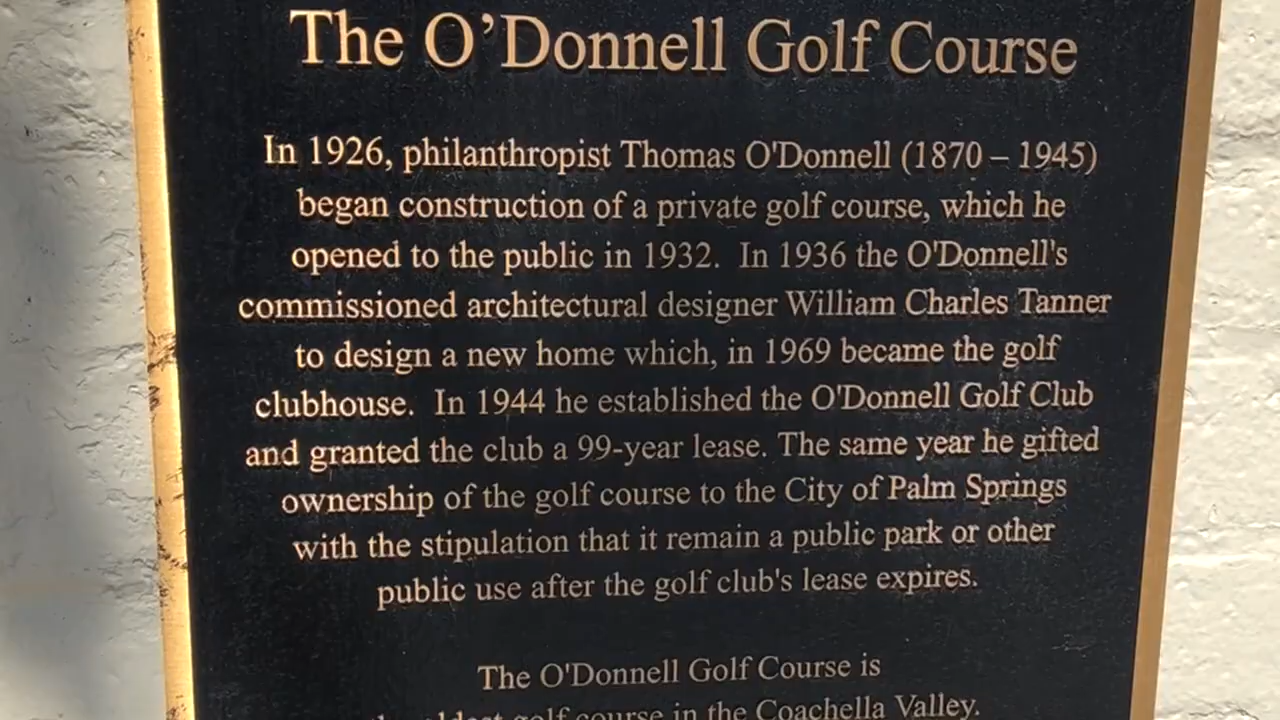 The O’Donnell Golf Course
In 1926, philanthropist Thomas O'Donnell (1870 – 1945)
began construction of a private golf course, which he
opened to the public in 1932. In 1936 the O'Donnell's
commissioned architectural designer William Charles Tanner
to design a new home which, in 1969 became the golf
clubhouse. In 1944 he established the O'Donnell Golf Club
and granted the club a 99-year lease. The same year he gifted
ownership of the golf course to the City of Palm Springs
with the stipulation that it remain a public park or other
public use after the golf club's lease expires.
The O'Donnell Golf Course is
golf course in the Coachella Valley.